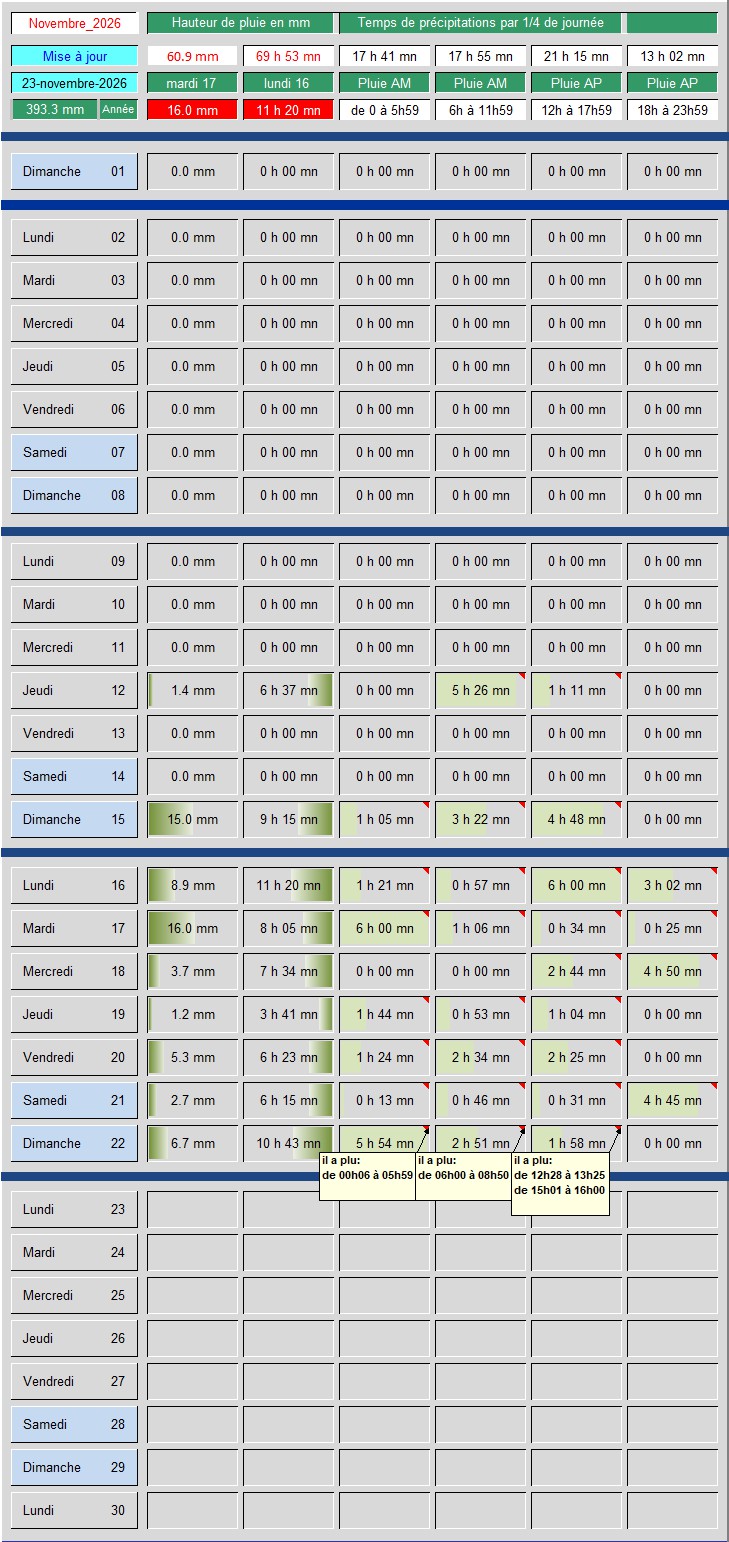 Novembre_2026 Hauteur de pluie en mm Temps de précipitations par 1/4 de journée
Mise à jour 60.9 mm 69 h 53 mn 17 h 41 mn 17 h 55 mn 21 h 15 mn 13 h 02 mn
23-novembre-2026 mardi 17 lundi 16 Pluie AM Pluie AM Pluie AP Pluie AP
393.3 mm Année 16.0 mm 11 h 20 mn de 0 à 5h59 6h à 11h59 12h à 17h59 18h à 23h59
Dimanche 01 0.0 mm 0 h 00 mn 0 h 00 mn 0 h 00 mn 0 h 00 mn 0 h 00 mn
Lundi 02 0.0 mm 0 h 00 mn 0 h 00 mn 0 h 00 mn 0 h 00 mn 0 h 00 mn
Mardi 03 0.0 mm 0 h 00 mn 0 h 00 mn 0 h 00 mn 0 h 00 mn 0 h 00 mn
Mercredi 04 0.0 mm 0 h 00 mn 0 h 00 mn 0 h 00 mn 0 h 00 mn 0 h 00 mn
Jeudi 05 0.0 mm 0 h 00 mn 0 h 00 mn 0 h 00 mn 0 h 00 mn 0 h 00 mn
Vendredi 06 0.0 mm 0 h 00 mn 0 h 00 mn 0 h 00 mn 0 h 00 mn 0 h 00 mn
Samedi 07 0.0 mm 0 h 00 mn 0 h 00 mn 0 h 00 mn 0 h 00 mn 0 h 00 mn
Dimanche 08 0.0 mm 0 h 00 mn 0 h 00 mn 0 h 00 mn 0 h 00 mn 0 h 00 mn
Lundi 09 0.0 mm 0 h 00 mn 0 h 00 mn 0 h 00 mn 0 h 00 mn 0 h 00 mn
Mardi 10 0.0 mm 0 h 00 mn 0 h 00 mn 0 h 00 mn 0 h 00 mn 0 h 00 mn
Mercredi 11 0.0 mm 0 h 00 mn 0 h 00 mn 0 h 00 mn 0 h 00 mn 0 h 00 mn
Jeudi 12 1.4 mm 6 h 37 mn 0 h 00 mn 5 h 26 mn 1 h 11 mn 0 h 00 mn
Vendredi 13 0.0 mm 0 h 00 mn 0 h 00 mn 0 h 00 mn 0 h 00 mn 0 h 00 mn
Samedi 14 0.0 mm 0 h 00 mn 0 h 00 mn 0 h 00 mn 0 h 00 mn 0 h 00 mn
Dimanche 15 15.0 mm 9 h 15 mn 1 h 05 mn 3 h 22 mn 4 h 48 mn 0 h 00 mn
Lundi 16 8.9 mm 11 h 20 mn 1 h 21 mn 0 h 57 mn 6 h 00 mn 3 h 02 mn
Mardi 17 16.0 mm 8 h 05 mn 6 h 00 mn 1 h 06 mn 0 h 34 mn 0 h 25 mn
Mercredi 18 3.7 mm 7 h 34 mn 0 h 00 mn 0 h 00 mn 2 h 44 mn 4 h 50 mn
Jeudi 19 1.2 mm 3 h 41 mn 1 h 44 mn 0 h 53 mn 1 h 04 mn 0 h 00 mn
Vendredi 20 5.3 mm 6 h 23 mn 1 h 24 mn 2 h 34 mn 2 h 25 mn 0 h 00 mn
Samedi 21 2.7 mm 6 h 15 mn 0 h 13 mn 0 h 46 mn 0 h 31 mn 4 h 45 mn
Dimanche 22 6.7 mm 10 h 43 mn 5 h 54 mn 2 h 51 mn 1 h 58 mn 0 h 00 mn
il a plu: il a plu: il a plu:
de 00h06 à 05h59 de 06h00 à 08h50 de 12h28 à 13h25
de 15h01 à 16h00
Lundi 23
Mardi 24
Mercredi 25
Jeudi 26
Vendredi 27
Samedi 28
Dimanche 29
Lundi 30